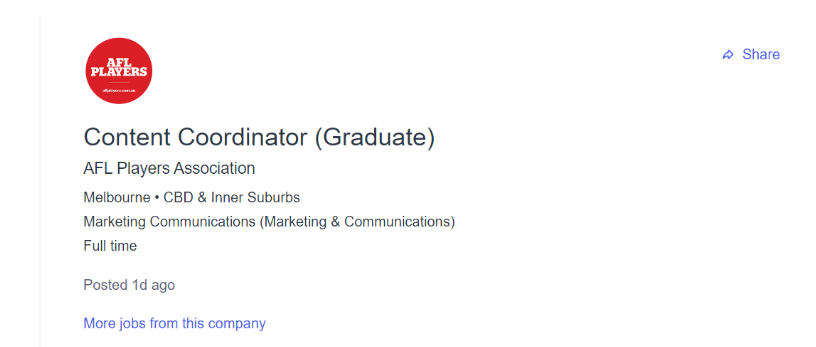 AFL
PLAYERS
aflplayers.com.au
Share
Content Coordinator (Graduate)
AFL Players Association
Melbourne • CBD & Inner Suburbs
Marketing Communications (Marketing & Communications)
Full time
Posted 1d ago
More jobs from this company